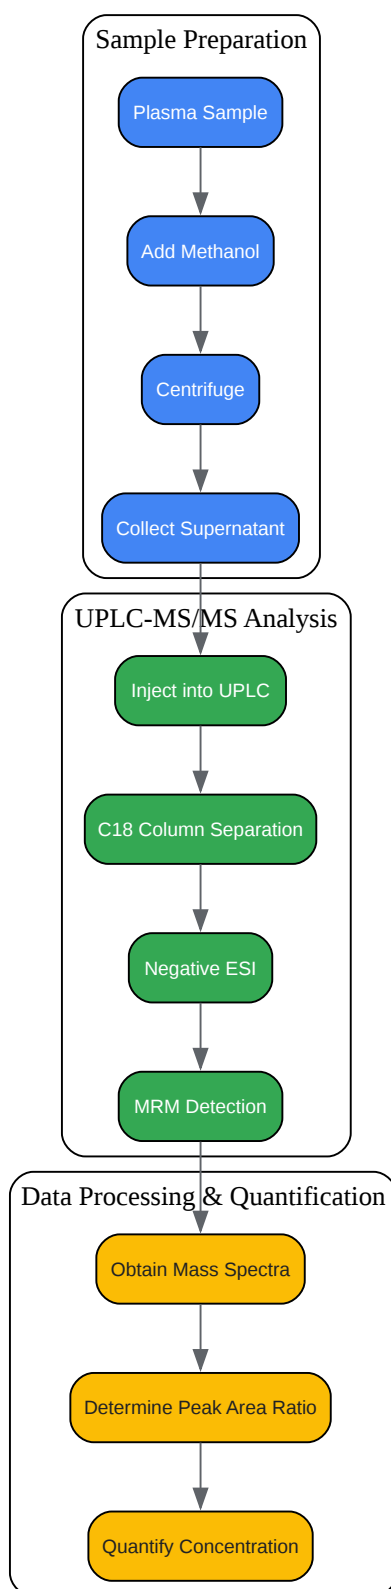 Sample Preparation
Plasma Sample
Add Methanol
Centrifuge
Collect Supernatant
UPLC-MS/MS Analysis
Inject into UPLC
C18 Column Separation
Negative ESI
MRM Detection
Data Processing & Quantification
Obtain Mass Spectra
Determine Peak Area Ratio
Quantify Concentration